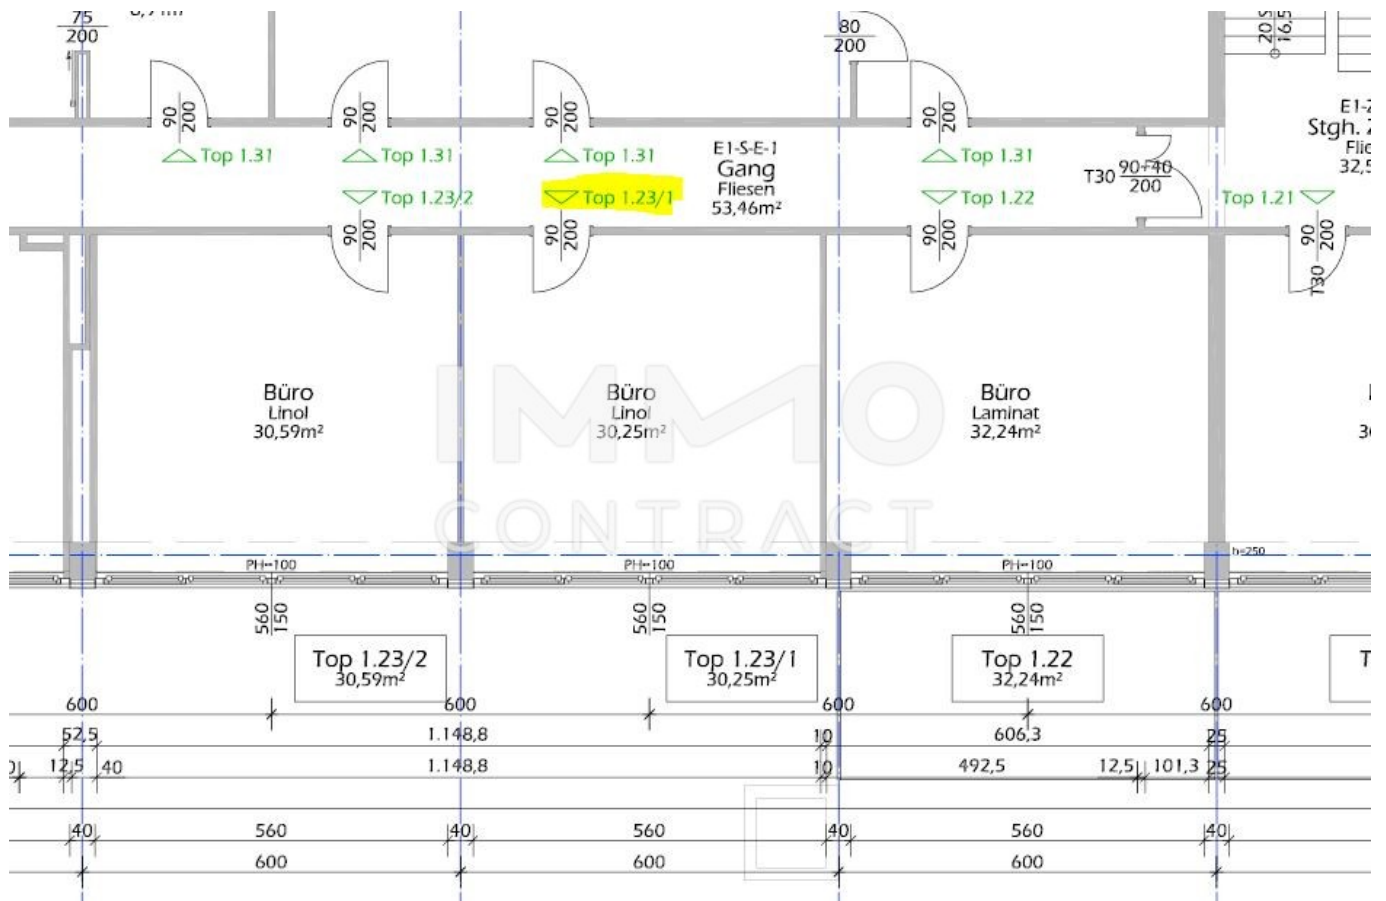 75
200
80
200
90
200
90
200
90
200
90
200
Top 1.31
Top 1.31
Top 1.31
Top 1.31
E1-S-E-1
Gang
Fliesen
53,46m²
T30
90+40
200
Top 1.23/2
Top 1.23/1
Top 1.22
Top 1.21
90
200
90
200
90
200
90
200
T30
Büro
Linol
30,59m²
Büro
Linol
30,25m²
Büro
Laminat
32,24m²
IMMO
CONTRACT
PH=100
PH=100
PH=100
h=250
560
150
560
150
560
150
Top 1.23/2
30,59m²
Top 1.23/1
30,25m²
Top 1.22
32,24m²
600 600 600
52,5 1.148,8 10 606,3 25
12,5 40 1.148,8 10 492,5 12,5 101,3 25
40 560 40 560 40 560 40
600 600 600